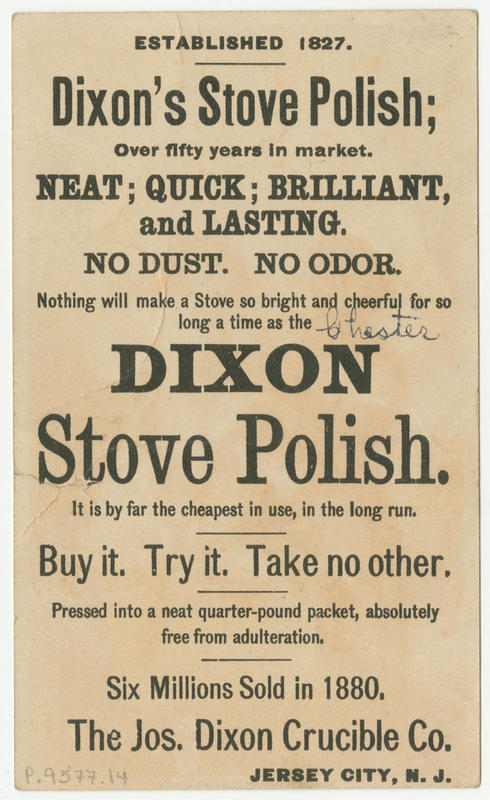 ESTABLISHED 1827.
Dixon's Stove Polish;
Over fifty years in market.
NEAT; QUICK; BRILLIANT,
and LASTING.
NO DUST. NO ODOR.
Nothing will make a Stove so bright and cheerful for so
long a time as the
Chester
DIXON
Stove Polish.
It is by far the cheapest in use, in the long run.
Buy it. Try it. Take no other.
Pressed into a neat quarter-pound packet, absolutely
free from adulteration.
Six Millions Sold in 1880.
The Jos. Dixon Crucible Co.
JERSEY CITY, N. J.
P.9577.14